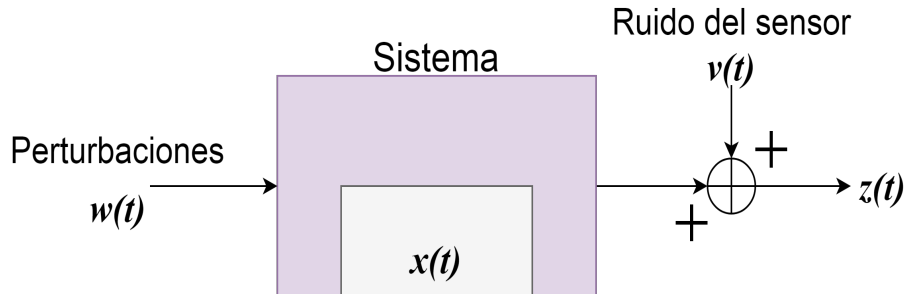 Ruido del sensor
v(t)
Sistema
Perturbaciones
w(t)
+
+
z(t)
x(t)